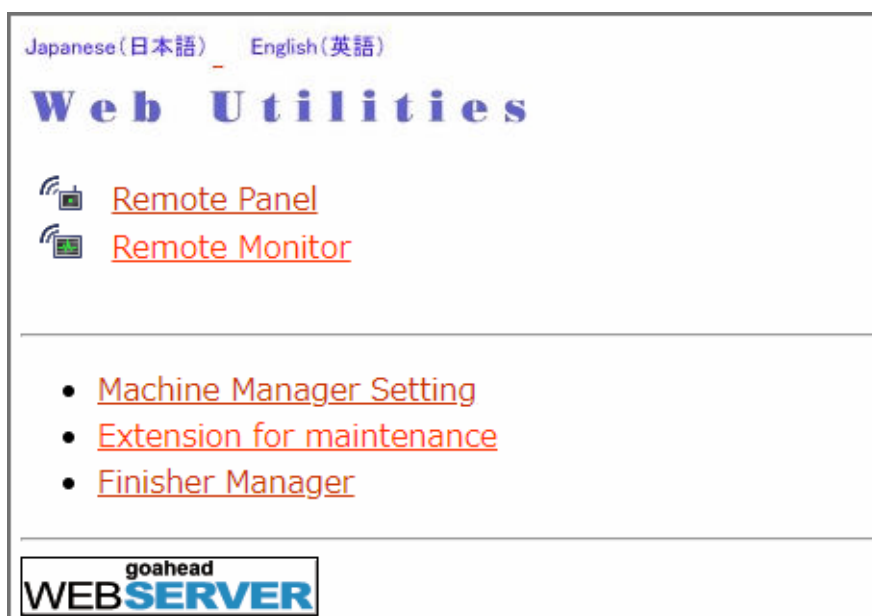 Japanese(日本語) English(英語)
Web Utilities
Remote Panel
Remote Monitor
Machine Manager Setting
Extension for maintenance
Finisher Manager
goahead
WEBSERVER